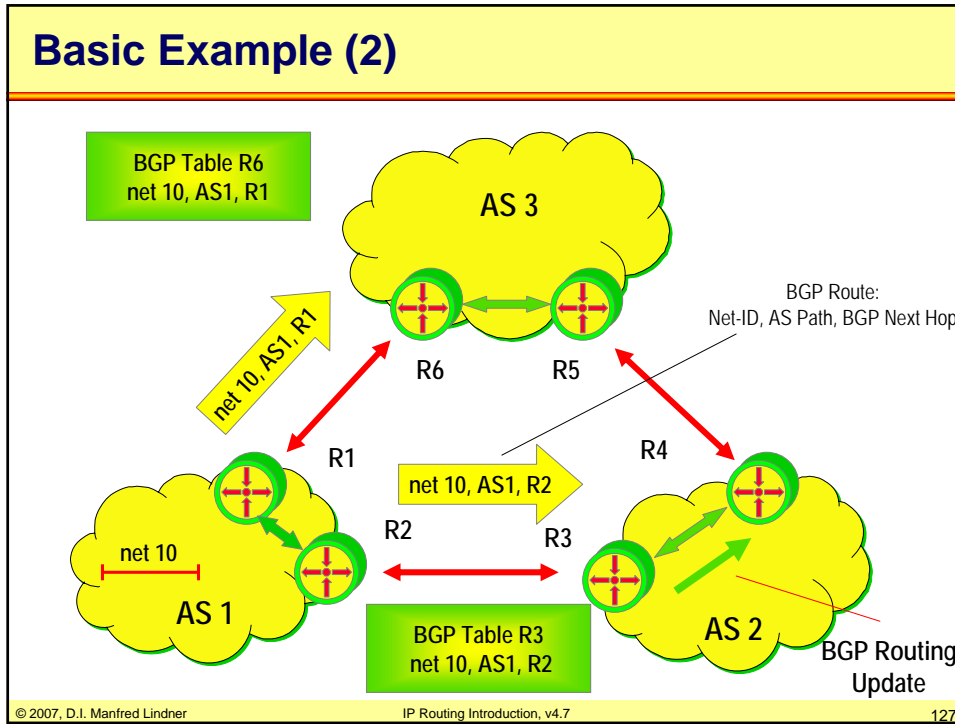 Basic Example (2)
BGP Table R6
net 10, AS1, R1
AS 3
BGP Route:
Net-ID, AS Path, BGP Next Hop
net 10, AS1, R1
R6
R5
R1
R4
net 10, AS1, R2
R2
R3
net 10
AS 1
AS 2
BGP Table R3
net 10, AS1, R2
BGP Routing
Update
© 2007, D.I. Manfred Lindner
IP Routing Introduction, v4.7
127